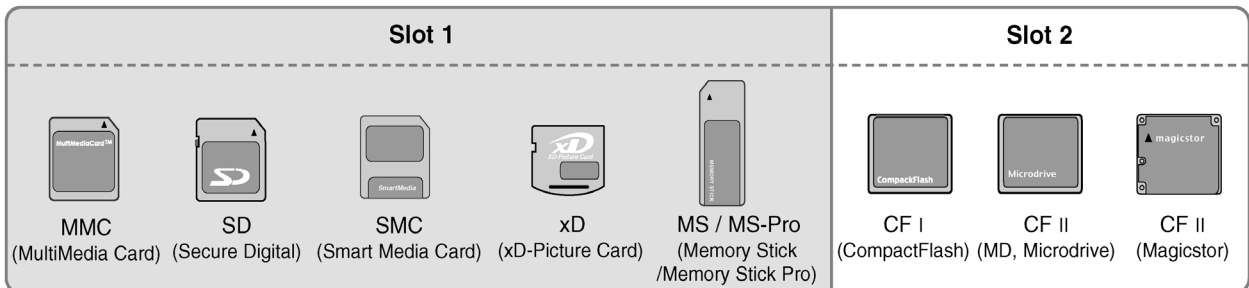 Slot 1
Slot 2
MultiMediaCard™
SD
SmartMedia
xD
XD-Picture Card
MEMORY STICK
CompackFlash
Microdrive
magicstor
MMC
(MultiMedia Card)
SD
(Secure Digital)
SMC
(Smart Media Card)
xD
(xD-Picture Card)
MS / MS-Pro
(Memory Stick
/Memory Stick Pro)
CF I
(CompactFlash)
CF II
(MD, Microdrive)
CF II
(Magicstor)